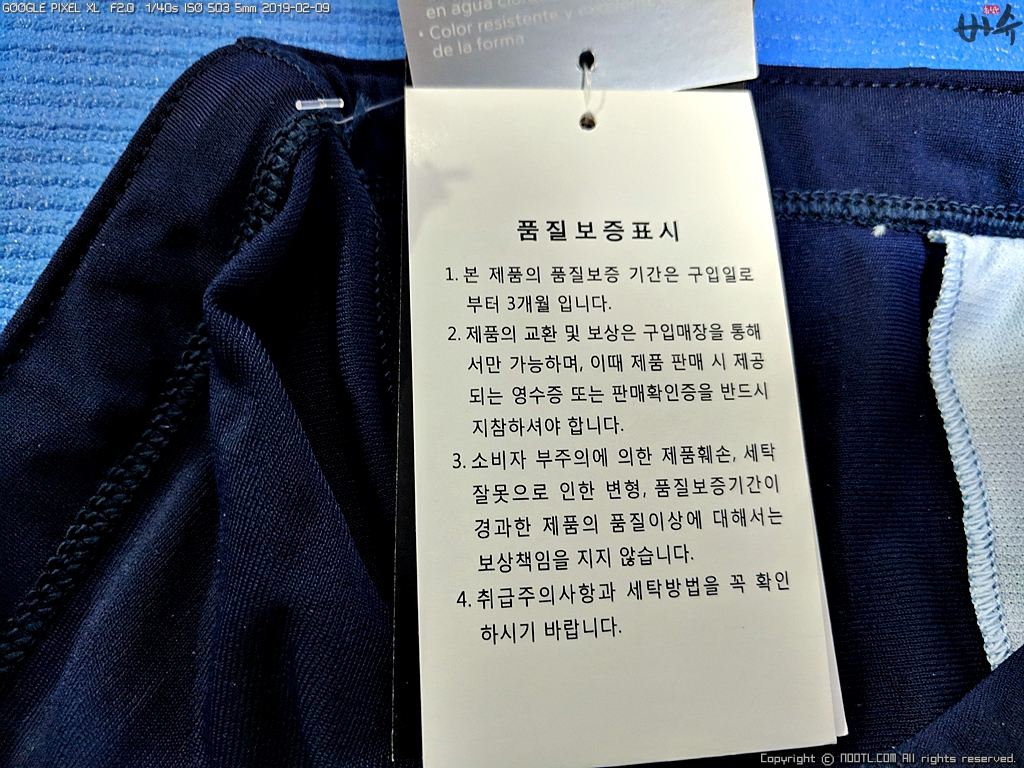 GOOGLE PIXEL XL F2.0 1/40s ISO 503 5mm 2019-02-09
바슈
en agua
• Color resistente y
de la forma
품질보증표시
1. 본 제품의 품질보증 기간은 구입일로
부터 3개월 입니다.
2. 제품의 교환 및 보상은 구입매장을 통해
서만 가능하며, 이때 제품 판매 시 제공
되는 영수증 또는 판매확인증을 반드시
지참하셔야 합니다.
3. 소비자 부주의에 의한 제품훼손, 세탁
잘못으로 인한 변형, 품질보증기간이
경과한 제품의 품질이상에 대해서는
보상책임을 지지 않습니다.
4. 취급주의사항과 세탁방법을 꼭 확인
하시기 바랍니다.
Copyright © NOOTL.COM All rights reserved.